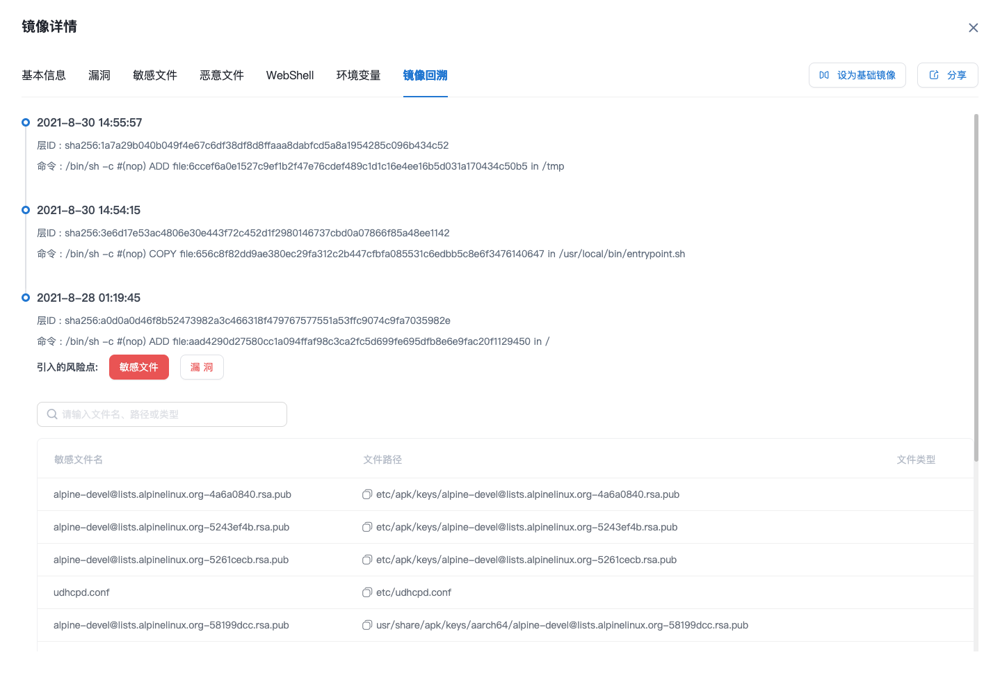 镜像详情
基本信息 漏洞 敏感文件 恶意文件 WebShell 环境变量 镜像回溯 设为基础镜像 分享
2021-8-30 14:55:57
层ID : sha256:1a7a29b040b049f4e67c6df38df8d8ffaaa8dabfcd5a8a1954285c096b434c52
命令 : /bin/sh -c #(nop) ADD file:6ccef6a0e1527c9ef1b2f47e76cdef489c1d1c16e4ee16b5d031a170434c50b5 in /tmp
2021-8-30 14:54:15
层ID : sha256:3e6d17e53ac4806e30e443f72c452d1f2980146737cbd0a07866f85a48ee1142
命令 : /bin/sh -c #(nop) COPY file:656c8f82dd9ae380ec29fa312c2b447cfbfa085531c6edbb5c8e6f3476140647 in /usr/local/bin/entrypoint.sh
2021-8-28 01:19:45
层ID : sha256:a0d0a0d46f8b52473982a3c466318f479767577551a53ffc9074c9fa7035982e
命令 : /bin/sh -c #(nop) ADD file:aad4290d27580cc1a094ffaf98c3ca2fc5d699fe695dfb8e6e9fac20f1129450 in /
引入的风险点: 敏感文件 漏 洞
请输入文件名、路径或类型
敏感文件名 文件路径 文件类型
alpine-devel@lists.alpinelinux.org-4a6a0840.rsa.pub etc/apk/keys/alpine-devel@lists.alpinelinux.org-4a6a0840.rsa.pub
alpine-devel@lists.alpinelinux.org-5243ef4b.rsa.pub etc/apk/keys/alpine-devel@lists.alpinelinux.org-5243ef4b.rsa.pub
alpine-devel@lists.alpinelinux.org-5261cecb.rsa.pub etc/apk/keys/alpine-devel@lists.alpinelinux.org-5261cecb.rsa.pub
udhcpd.conf etc/udhcpd.conf
alpine-devel@lists.alpinelinux.org-58199dcc.rsa.pub usr/share/apk/keys/aarch64/alpine-devel@lists.alpinelinux.org-58199dcc.rsa.pub